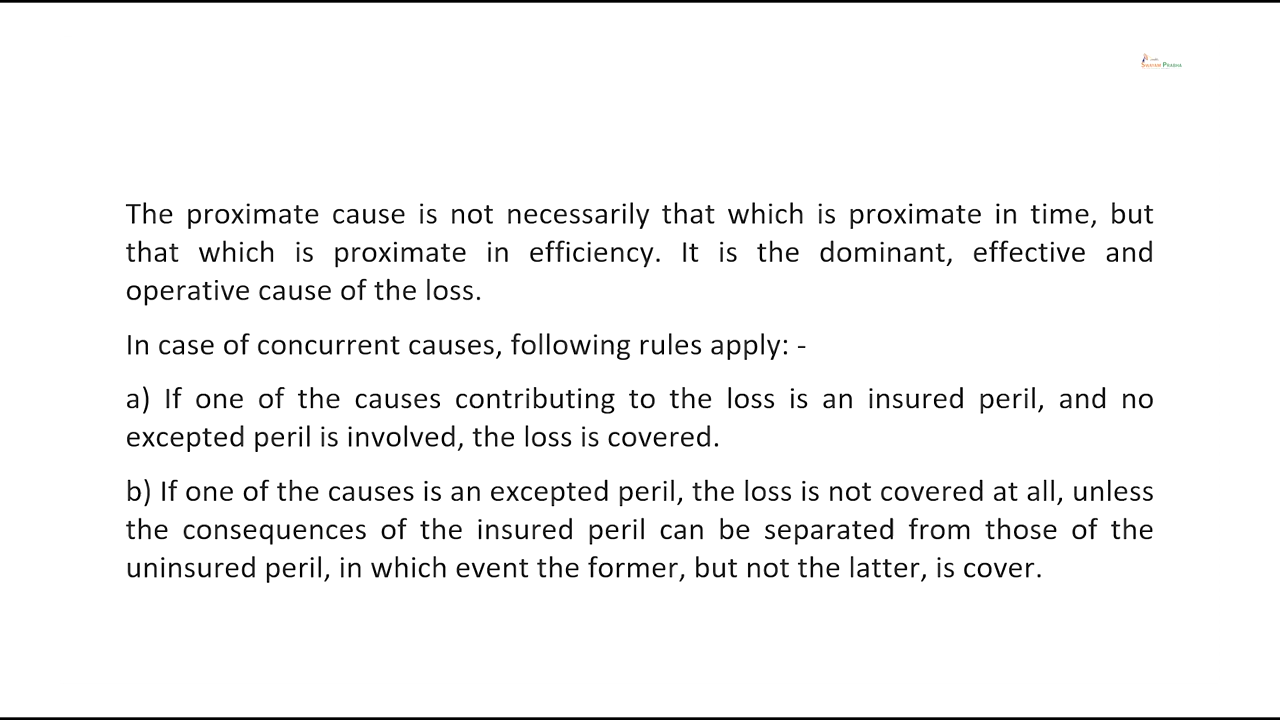 SWAYAM PRABHA
The proximate cause is not necessarily that which is proximate in time, but
that which is proximate in efficiency. It is the dominant, effective and
operative cause of the loss.
In case of concurrent causes, following rules apply: -
a) If one of the causes contributing to the loss is an insured peril, and no
excepted peril is involved, the loss is covered.
b) If one of the causes is an excepted peril, the loss is not covered at all, unless
the consequences of the insured peril can be separated from those of the
uninsured peril, in which event the former, but not the latter, is cover.